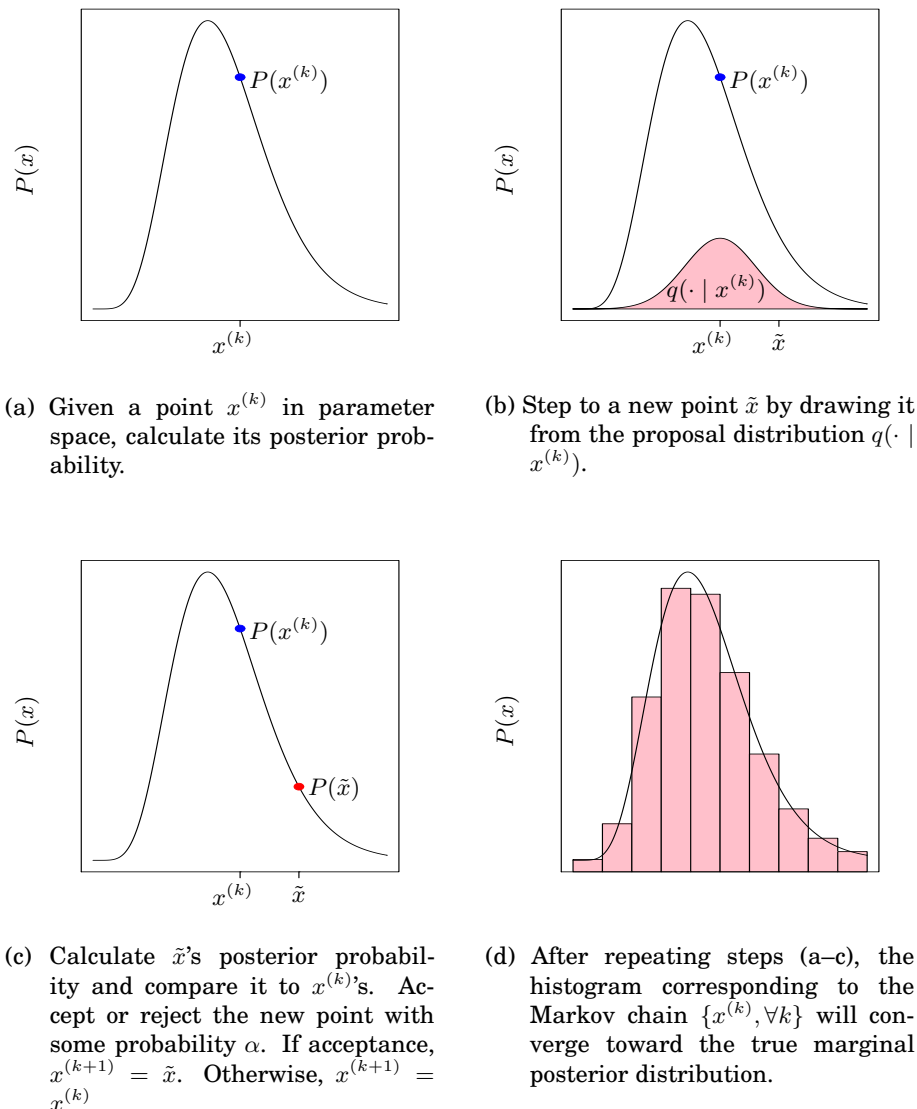 P(x)
P(x^{(k)})
x^{(k)}
(a) Given a point x^{(k)} in parameter
space, calculate its posterior prob-
ability.
P(x)
P(x^{(k)})
q(· | x^{(k)})
x^{(k)} x̃
(b) Step to a new point x̃ by drawing it
from the proposal distribution q(· |
x^{(k)}).
P(x)
P(x^{(k)})
P(x̃)
x^{(k)} x̃
(c) Calculate x̃'s posterior probabil-
ity and compare it to x^{(k)}'s. Ac-
cept or reject the new point with
some probability α. If acceptance,
x^{(k+1)} = x̃. Otherwise, x^{(k+1)} =
x^{(k)}
P(x)
(d) After repeating steps (a–c), the
histogram corresponding to the
Markov chain {x^{(k)}, ∀k} will con-
verge toward the true marginal
posterior distribution.